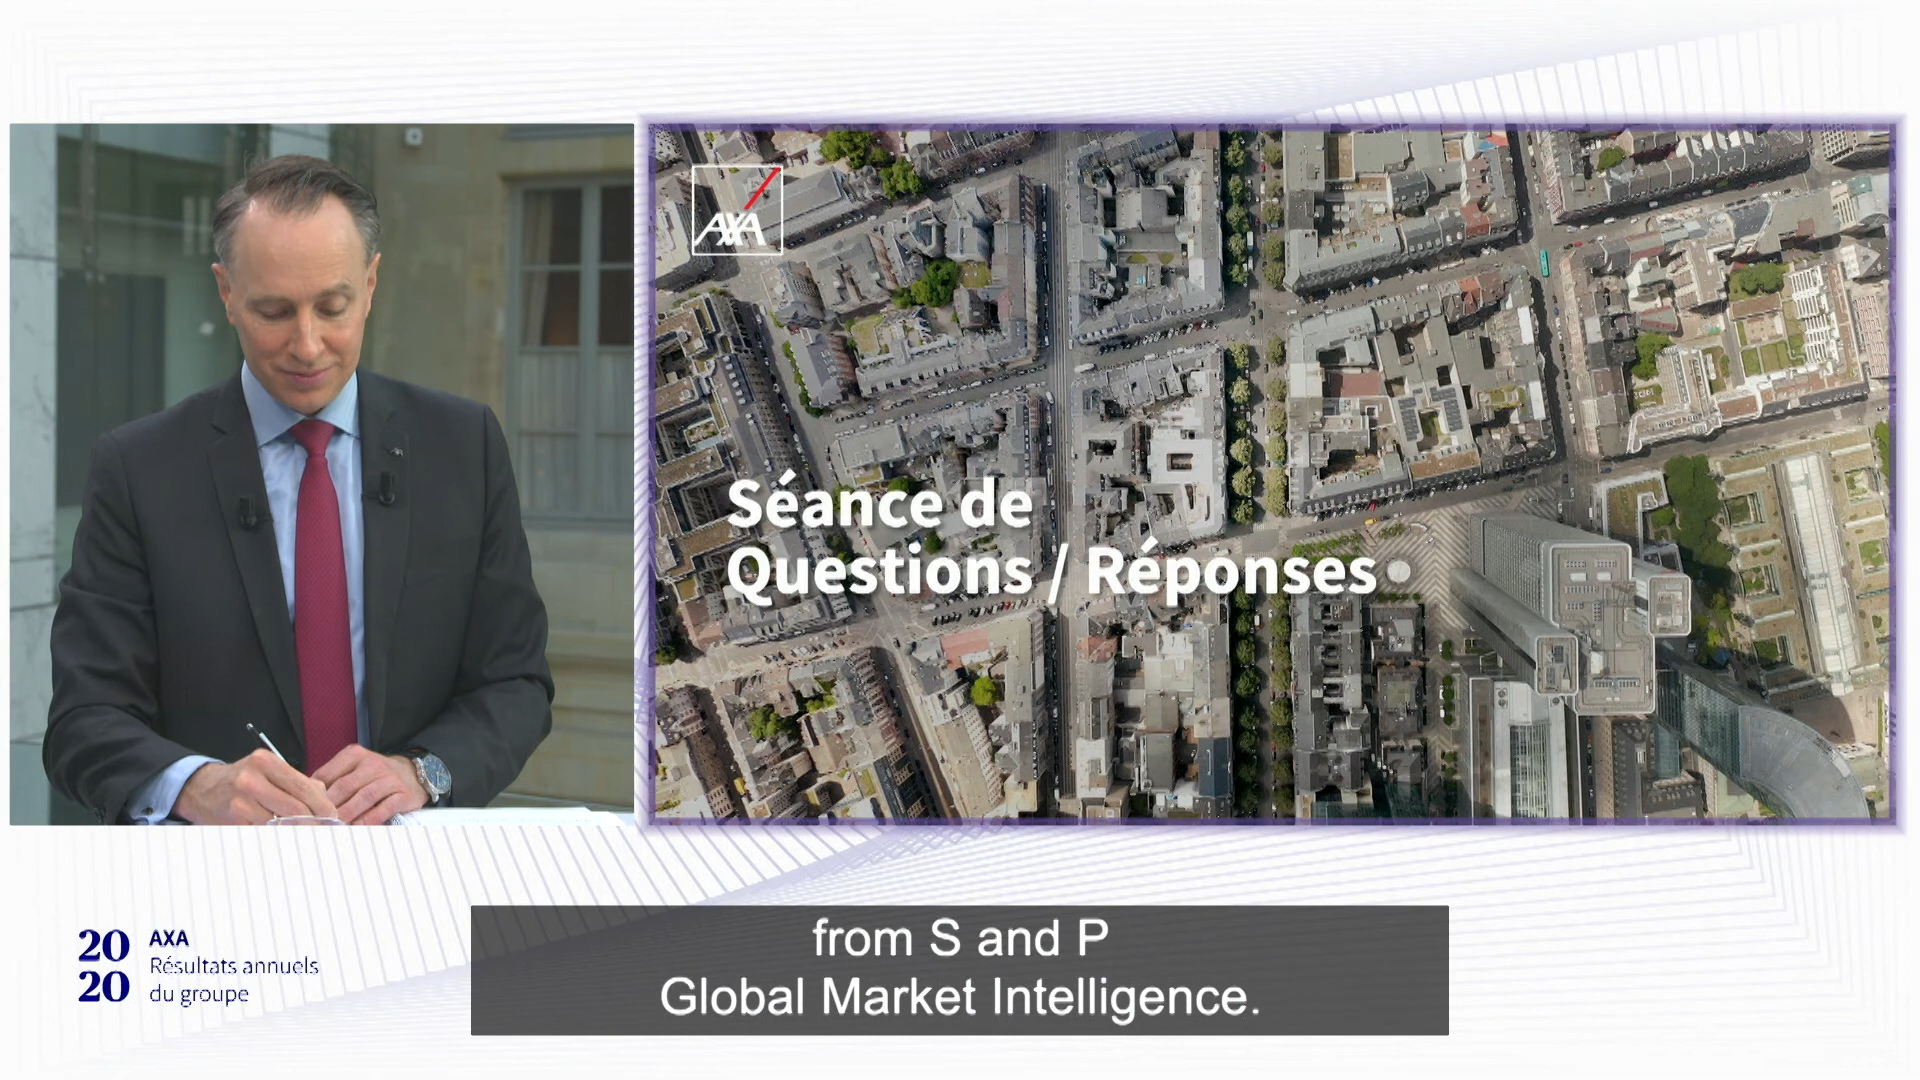 AXA
Séance de
Questions / Réponses
20
20
AXA
Résultats annuels
du groupe
from S and P
Global Market Intelligence.